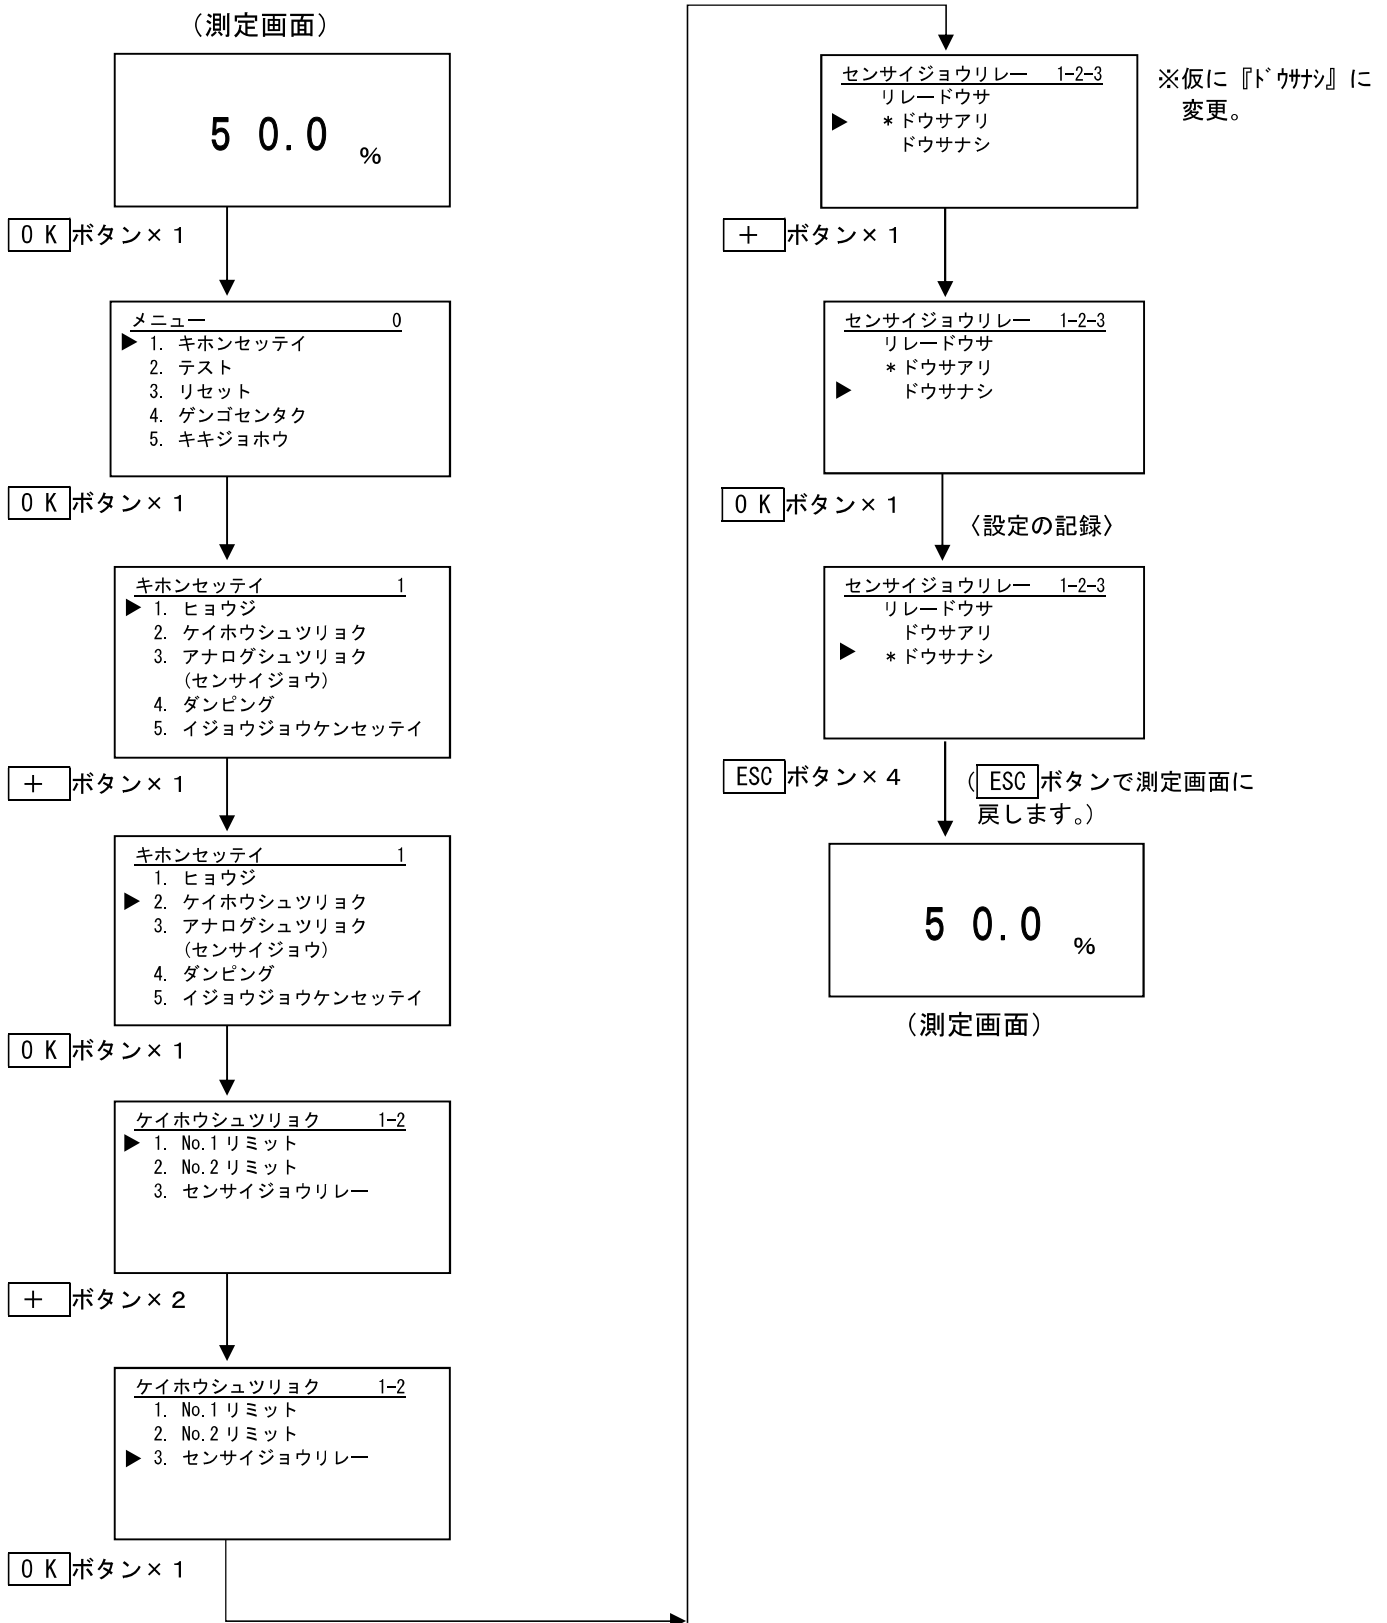 （測定画面）
５０.０ %
ＯＫ ボタン×１
メニュー 0
▶ 1. キホンセッテイ
2. テスト
3. リセット
4. ゲンゴセンタク
5. キキジョホウ
ＯＫ ボタン×１
キホンセッテイ 1
▶ 1. ヒョウジ
2. ケイホウシュツリョク
3. アナログシュツリョク
(センサイジョウ)
4. ダンピング
5. イジョウジョウケンセッテイ
＋ ボタン×１
キホンセッテイ 1
1. ヒョウジ
▶ 2. ケイホウシュツリョク
3. アナログシュツリョク
(センサイジョウ)
4. ダンピング
5. イジョウジョウケンセッテイ
ＯＫ ボタン×１
ケイホウシュツリョク 1-2
▶ 1. No.1リミット
2. No.2リミット
3. センサイジョウリレー
＋ ボタン×２
ケイホウシュツリョク 1-2
1. No.1リミット
2. No.2リミット
▶ 3. センサイジョウリレー
ＯＫ ボタン×１
センサイジョウリレー 1-2-3
リレードウサ
▶ *ドウサアリ
ドウサナシ
※仮に『ﾄﾞｳｻﾅｼ』に
変更。
＋ ボタン×１
センサイジョウリレー 1-2-3
リレードウサ
*ドウサアリ
▶ ドウサナシ
ＯＫ ボタン×１
〈設定の記録〉
センサイジョウリレー 1-2-3
リレードウサ
ドウサアリ
▶ *ドウサナシ
ESC ボタン×４
（ ESC ボタンで測定画面に
戻します。）
５０.０ %
（測定画面）